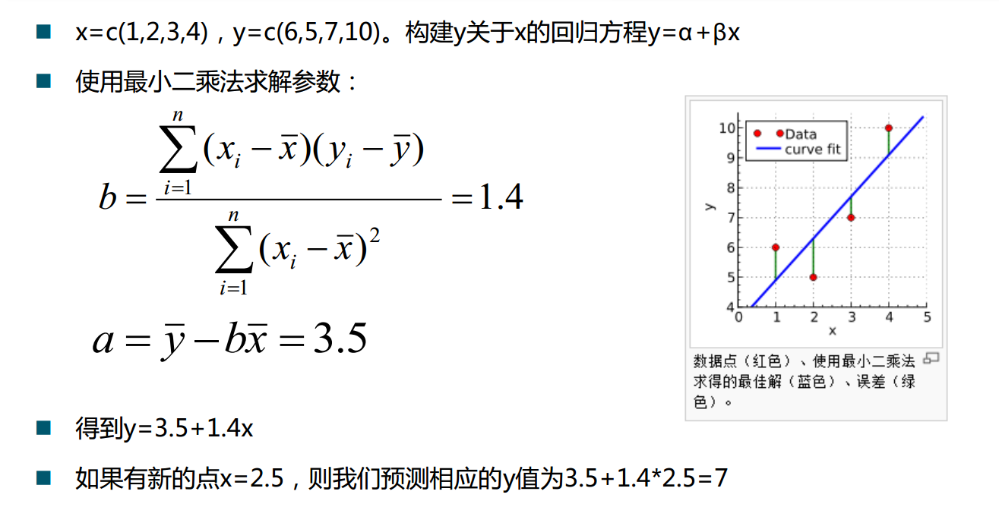 x=c(1,2,3,4)，y=c(6,5,7,10)。构建y关于x的回归方程y=α+βx
使用最小二乘法求解参数：
b = \frac{\sum_{i=1}^{n}(x_i - \overline{x})(y_i - \overline{y})}{\sum_{i=1}^{n}(x_i - \overline{x})^2} = 1.4
a = \overline{y} - b\overline{x} = 3.5
得到y=3.5+1.4x
如果有新的点x=2.5，则我们预测相应的y值为3.5+1.4*2.5=7
Data
curve fit
10
9
8
7
6
5
4
y
0 1 2 3 4 5
x
数据点（红色）、使用最小二乘法
求得的最佳解（蓝色）、误差（绿
色）。